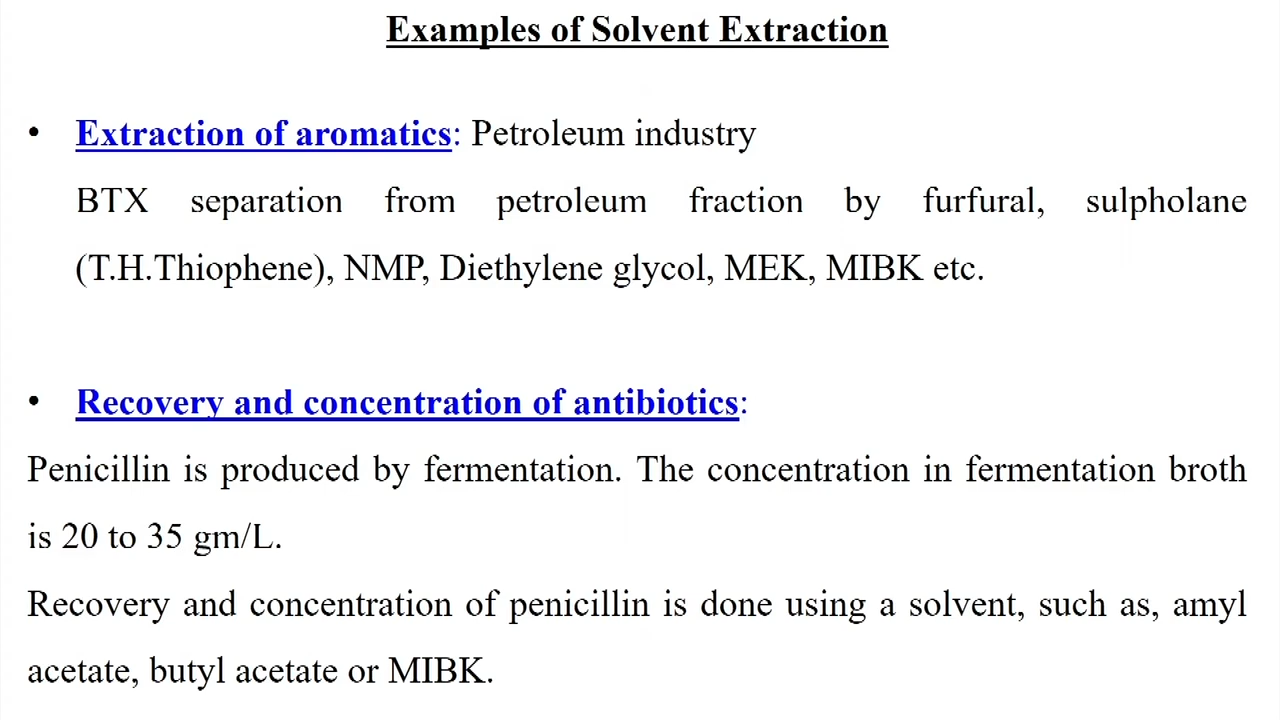 Examples of Solvent Extraction
• Extraction of aromatics: Petroleum industry
BTX separation from petroleum fraction by furfural, sulpholane
(T.H.Thiophene), NMP, Diethylene glycol, MEK, MIBK etc.
• Recovery and concentration of antibiotics:
Penicillin is produced by fermentation. The concentration in fermentation broth
is 20 to 35 gm/L.
Recovery and concentration of penicillin is done using a solvent, such as, amyl
acetate, butyl acetate or MIBK.